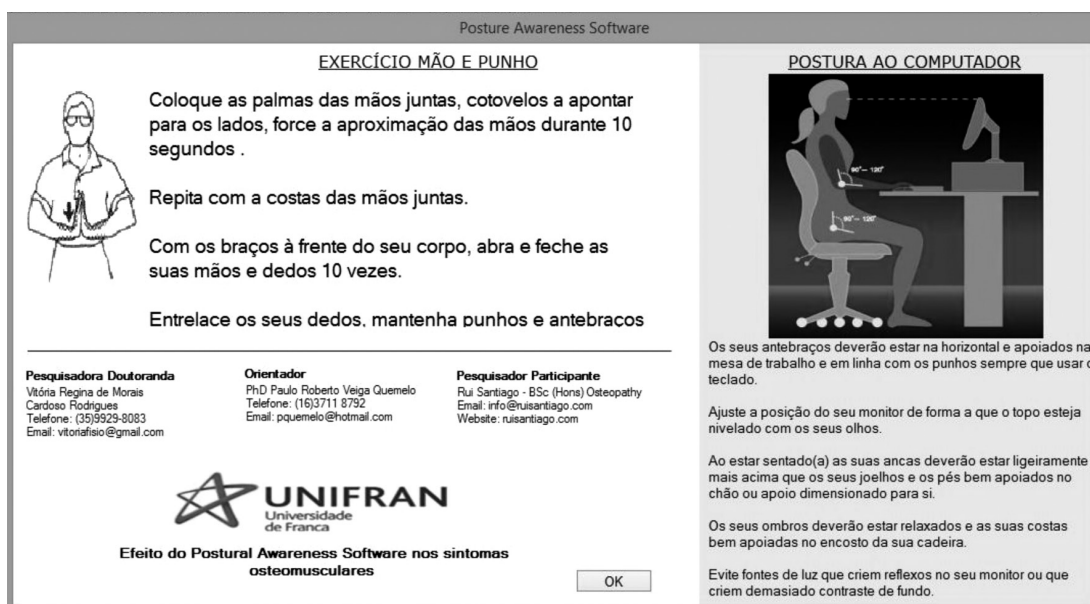 Posture Awareness Software
EXERCÍCIO MÃO E PUNHO
Coloque as palmas das mãos juntas, cotovelos a apontar
para os lados, force a aproximação das mãos durante 10
segundos .
Repita com a costas das mãos juntas.
Com os braços à frente do seu corpo, abra e feche as
suas mãos e dedos 10 vezes.
Entrelace os seus dedos, mantenha punhos e antebraços
Pesquisadora Doutoranda
Vitória Regina de Morais
Cardoso Rodrigues
Telefone: (35)9929-8083
Email: vitoriafisio@gmail.com
Orientador
PhD Paulo Roberto Veiga Quemelo
Telefone: (16)3711 8792
Email: pquemelo@hotmail.com
Pesquisador Participante
Rui Santiago - BSc (Hons) Osteopathy
Email: info@ruisantiago.com
Website: ruisantiago.com
UNIFRAN
Universidade
de Franca
Efeito do Postural Awareness Software nos sintomas
osteomusculares
OK
POSTURA AO COMPUTADOR
90°– 120°
90°– 120°
Os seus antebraços deverão estar na horizontal e apoiados na
mesa de trabalho e em linha com os punhos sempre que usar o
teclado.
Ajuste a posição do seu monitor de forma a que o topo esteja
nivelado com os seus olhos.
Ao estar sentado(a) as suas ancas deverão estar ligeiramente
mais acima que os seus joelhos e os pés bem apoiados no
chão ou apoio dimensionado para si.
Os seus ombros deverão estar relaxados e as suas costas
bem apoiadas no encosto da sua cadeira.
Evite fontes de luz que criem reflexos no seu monitor ou que
criem demasiado contraste de fundo.